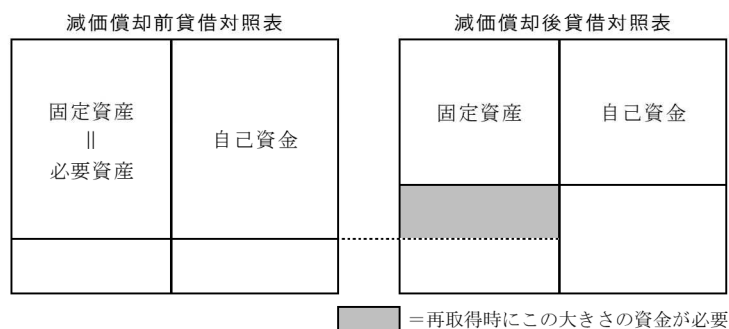 減価償却前貸借対照表
減価償却後貸借対照表
固定資産
||
必要資産
自己資金
固定資産
自己資金
＝再取得時にこの大きさの資金が必要